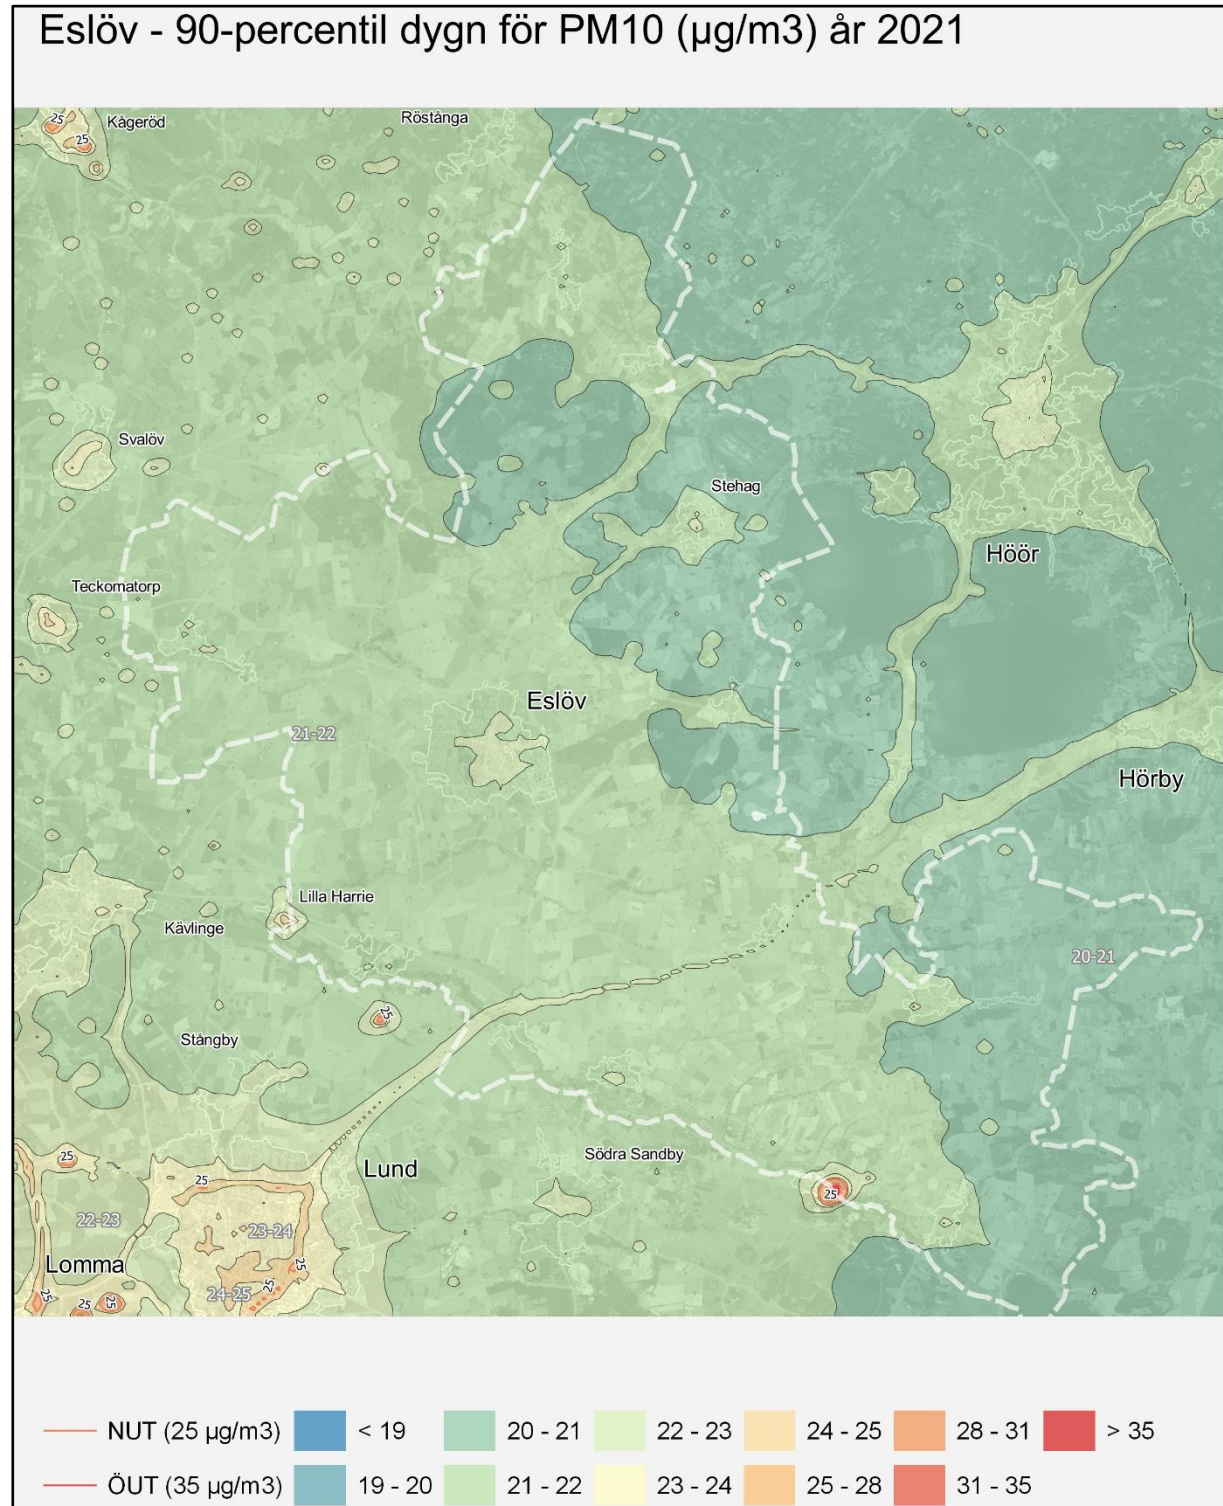 Eslöv - 90-percentil dygn för PM10 (µg/m3) år 2021
25
Kågeröd
Röstånga
25
Svalöv
Stehag
Höör
Teckomatorp
Eslöv
21-22
Hörby
Lilla Harrie
Kävlinge
20-21
25
Stångby
Södra Sandby
25
Lund
25
25
22-23
23-24
Lomma
25
25
24-25
25
25
25
NUT (25 µg/m3)
< 19
20 - 21
22 - 23
24 - 25
28 - 31
> 35
ÖUT (35 µg/m3)
19 - 20
21 - 22
23 - 24
25 - 28
31 - 35